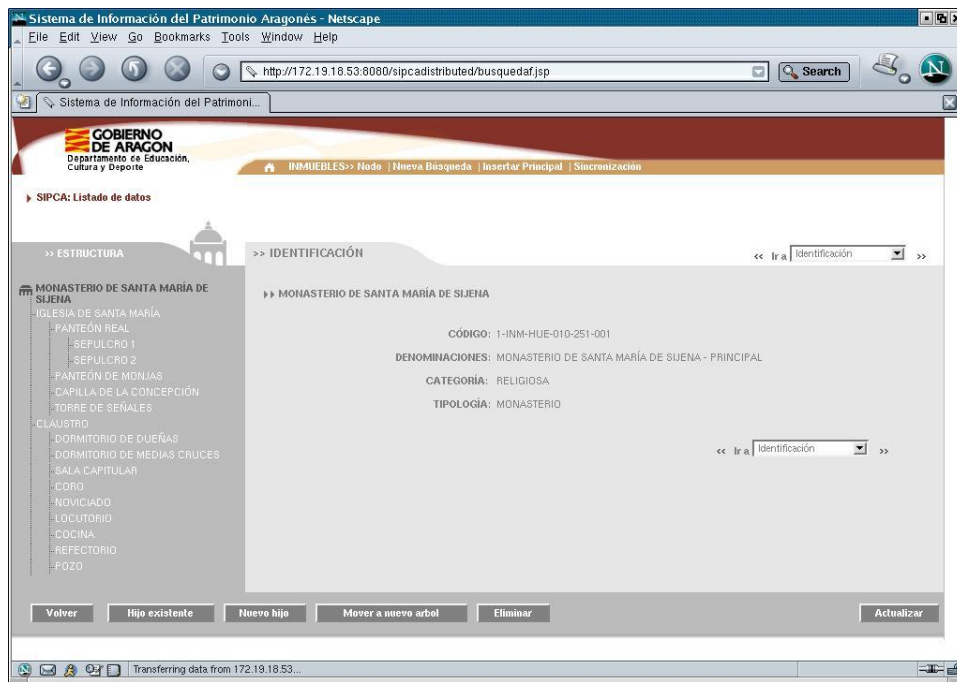 Sistema de Información del Patrimonio Aragonés - Netscape
File Edit View Go Bookmarks Tools Window Help
http://172.19.18.53:8080/sipcadistributed/busquedaf.jsp
Search
N
Sistema de Información del Patrimoni...
GOBIERNO
DE ARAGON
Departamento de Educación,
Cultura y Deporte
INMUEBLES>> Nodo | Nueva Búsqueda | Insertar Principal | Sincronización
SIPCA: Listado de datos
>> ESTRUCTURA
>> IDENTIFICACIÓN
<< Ir a Identificación >>
MONASTERIO DE SANTA MARÍA DE
SIJENA
IGLESIA DE SANTA MARÍA
PANTEÓN REAL
SEPULCRO 1
SEPULCRO 2
PANTEÓN DE MONJAS
CAPILLA DE LA CONCEPCIÓN
TORRE DE SEÑALES
CLAUSTRO
DORMITORIO DE DUEÑAS
DORMITORIO DE MEDIAS CRUCES
SALA CAPITULAR
CORO
NOVICIADO
LOCUTORIO
COCINA
REFECTORIO
POZO
MONASTERIO DE SANTA MARÍA DE SIJENA
CÓDIGO: 1-INM-HUE-010-251-001
DENOMINACIONES: MONASTERIO DE SANTA MARÍA DE SIJENA - PRINCIPAL
CATEGORÍA: RELIGIOSA
TIPOLOGÍA: MONASTERIO
<< Ir a Identificación >>
Volver Hijo existente Nuevo hijo Mover a nuevo arbol Eliminar Actualizar
Transferring data from 172.19.18.53...